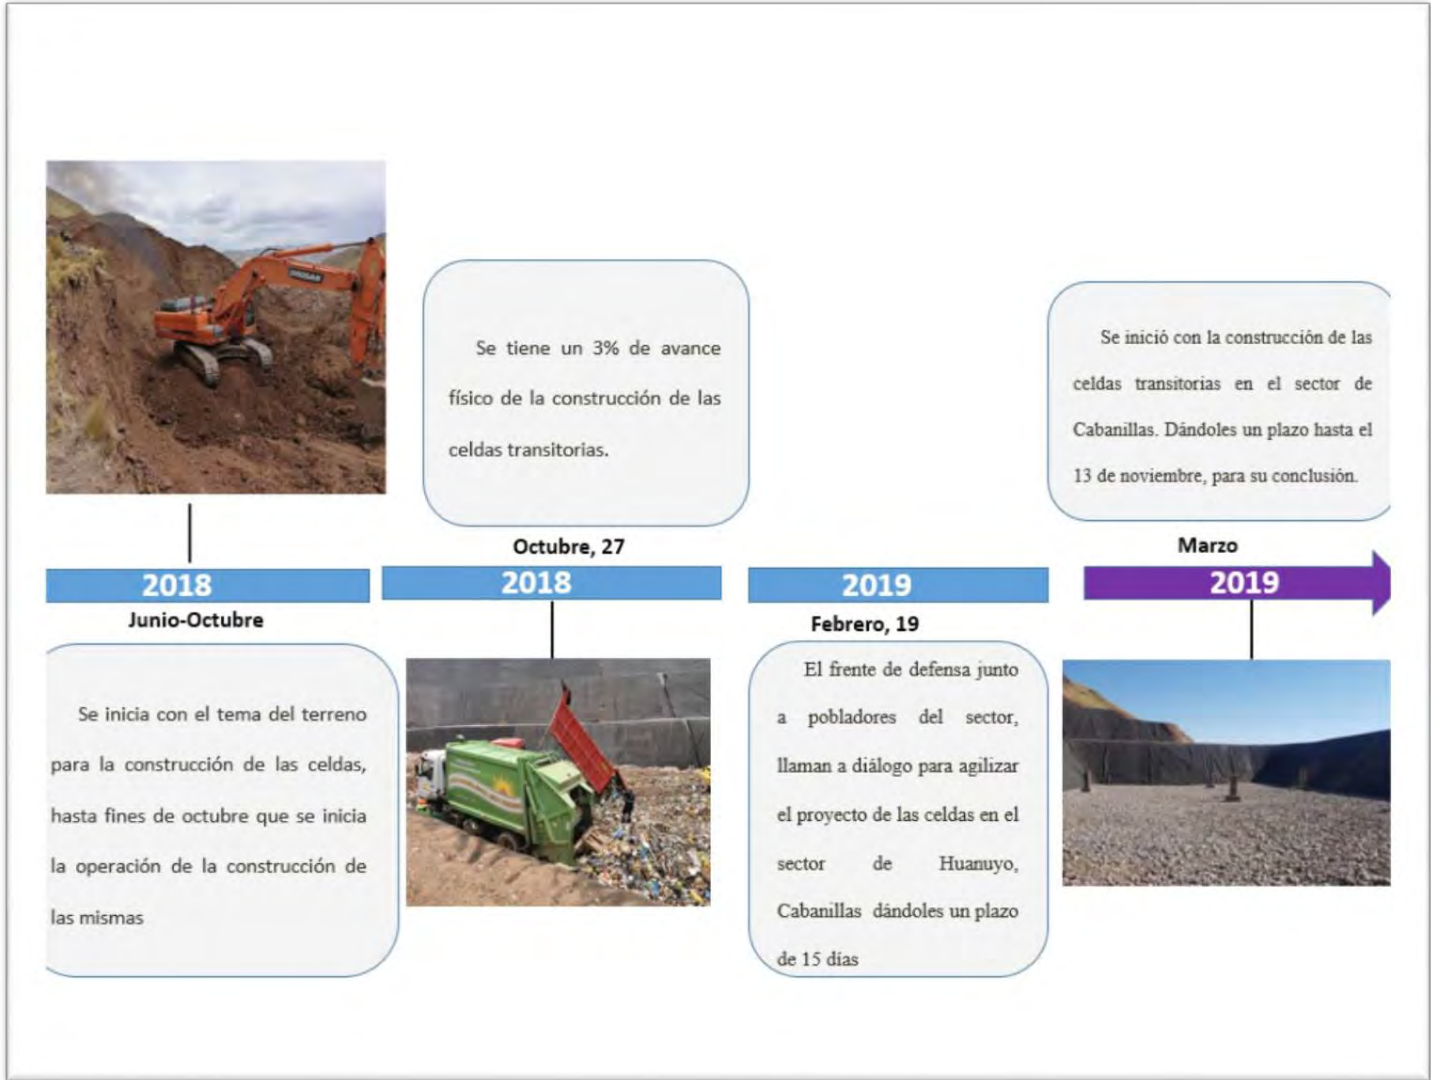 Se tiene un 3% de avance
físico de la construcción de las
celdas transitorias.
Se inició con la construcción de las
celdas transitorias en el sector de
Cabanillas. Dándoles un plazo hasta el
13 de noviembre, para su conclusión.
Octubre, 27
Marzo
2018
2018
2019
2019
Junio-Octubre
Febrero, 19
Se inicia con el tema del terreno
para la construcción de las celdas,
hasta fines de octubre que se inicia
la operación de la construcción de
las mismas
El frente de defensa junto
a pobladores del sector,
llaman a diálogo para agilizar
el proyecto de las celdas en el
sector de Huanuyo,
Cabanillas dándoles un plazo
de 15 días